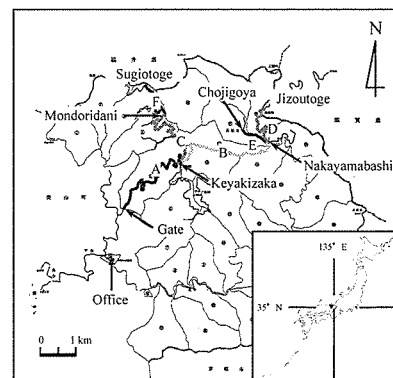 N
Sugiotoge
Chojigoya
Jizoutoge
F
Mondoridani
D
E
C
B
Nakayamabashi
A
Keyakizaka
Gate
Office
135° E
35° N
0 1 km